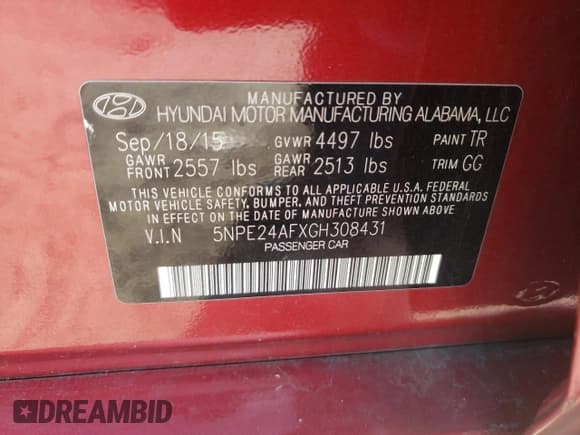 MANUFACTURED BY
HYUNDAI MOTOR MANUFACTURING ALABAMA, LLC
Sep/18/15 GVWR 4497 lbs PAINT TR
GAWR FRONT 2557 lbs GAWR REAR 2513 lbs TRIM GG
THIS VEHICLE CONFORMS TO ALL APPLICABLE U.S.A. FEDERAL
MOTOR VEHICLE SAFETY, BUMPER, AND THEFT PREVENTION STANDARDS
IN EFFECT ON THE DATE OF MANUFACTURE SHOWN ABOVE.
V.I.N 5NPE24AFXGH308431
PASSENGER CAR
DREAMBID